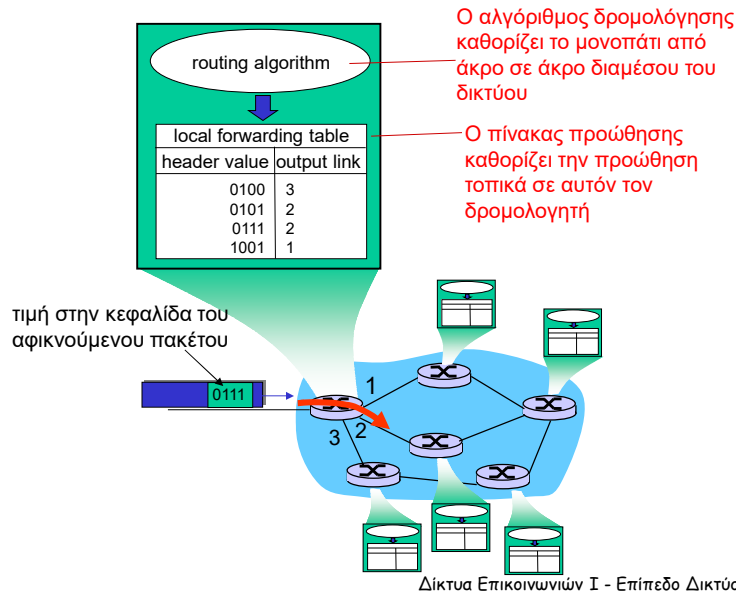 Ο αλγόριθμος δρομολόγησης
καθορίζει το μονοπάτι από
άκρο σε άκρο διαμέσου του
δικτύου
routing algorithm
local forwarding table
header value output link
0100 3
0101 2
0111 2
1001 1
Ο πίνακας προώθησης
καθορίζει την προώθηση
τοπικά σε αυτόν τον
δρομολογητή
τιμή στην κεφαλίδα του
αφικνούμενου πακέτου
0111
1
2
3
Δίκτυα Επικοινωνιών Ι - Επίπεδο Δικτύο